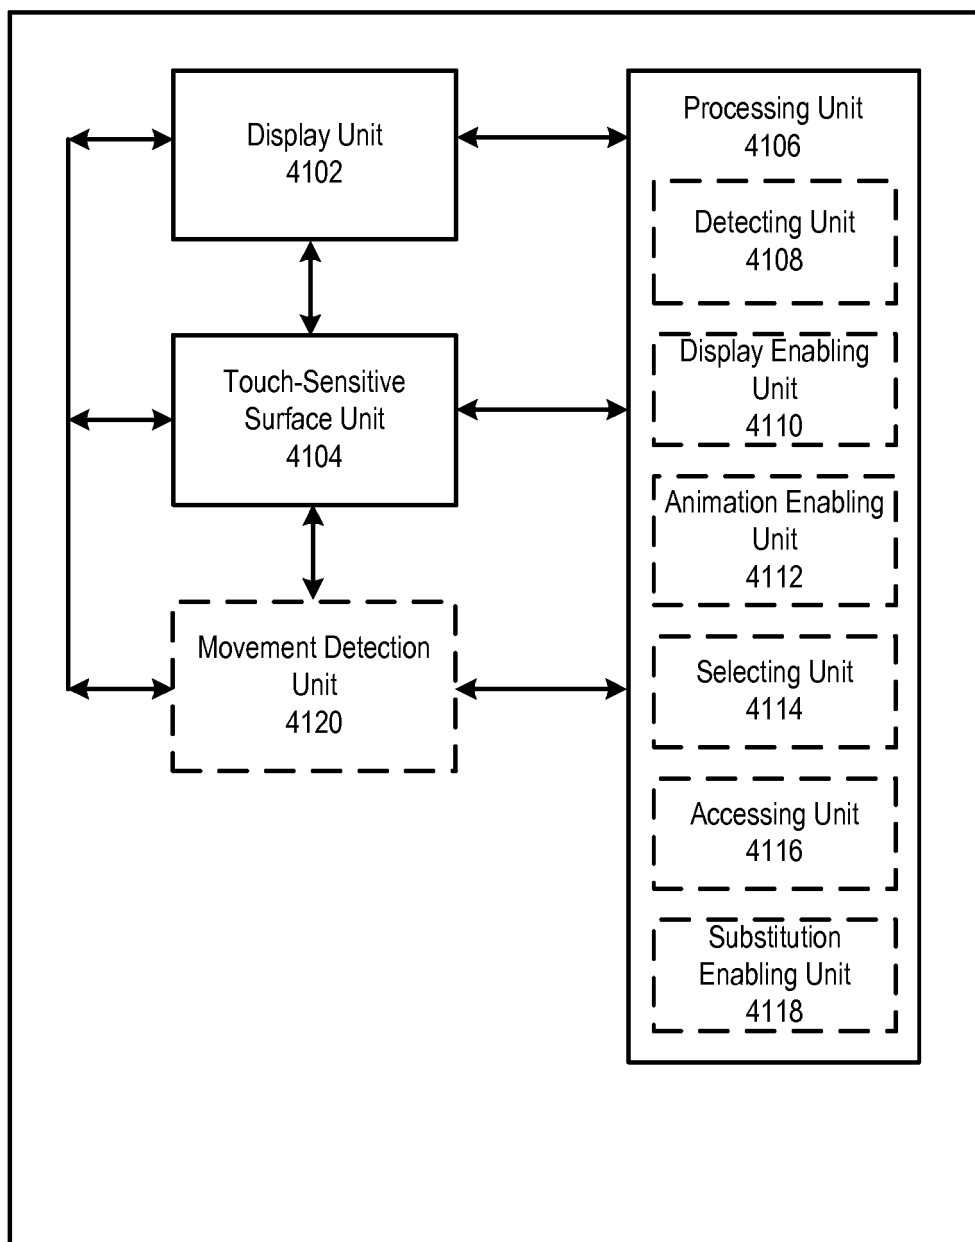 Display Unit
4102
Touch-Sensitive
Surface Unit
4104
Movement Detection
Unit
4120
Processing Unit
4106
Detecting Unit
4108
Display Enabling
Unit
4110
Animation Enabling
Unit
4112
Selecting Unit
4114
Accessing Unit
4116
Substitution
Enabling Unit
4118